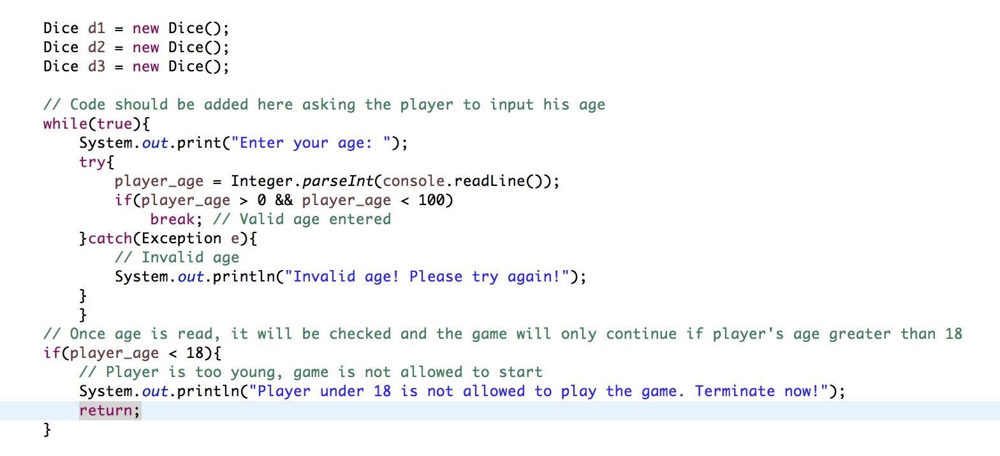 Dice d1 = new Dice();
Dice d2 = new Dice();
Dice d3 = new Dice();

// Code should be added here asking the player to input his age
while(true){
    System.out.print("Enter your age: ");
    try{
        player_age = Integer.parseInt(console.readLine());
        if(player_age > 0 && player_age < 100)
            break; // Valid age entered
    }catch(Exception e){
        // Invalid age
        System.out.println("Invalid age! Please try again!");
    }
    }
// Once age is read, it will be checked and the game will only continue if player's age greater than 18
if(player_age < 18){
    // Player is too young, game is not allowed to start
    System.out.println("Player under 18 is not allowed to play the game. Terminate now!");
    return;
}